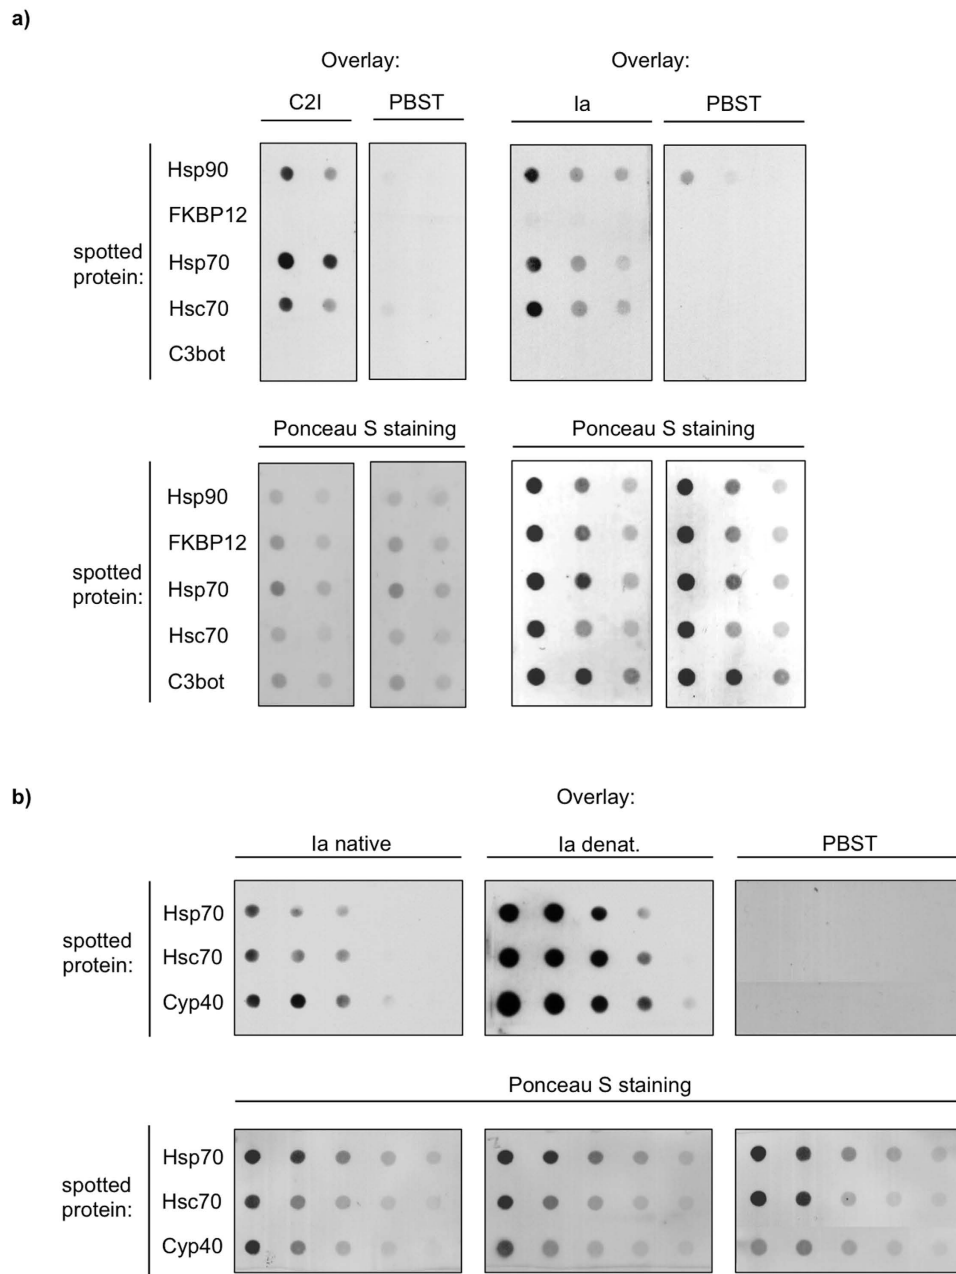 a)
Overlay: Overlay:
C2I PBST Ia PBST
Hsp90
FKBP12
spotted protein:
Hsp70
Hsc70
C3bot
Ponceau S staining Ponceau S staining
Hsp90
FKBP12
spotted protein:
Hsp70
Hsc70
C3bot
b)
Overlay:
Ia native Ia denat. PBST
Hsp70
spotted protein:
Hsc70
Cyp40
Ponceau S staining
Hsp70
spotted protein:
Hsc70
Cyp40